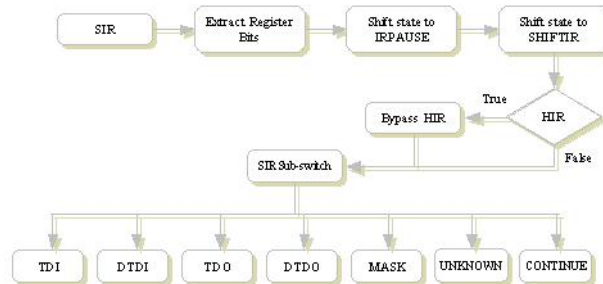 SIR
Extract Register
Bits
Shift state to
IRPAUSE
Shift state to
SHIFTIR
True
HIR
Bypass HIR
False
SIR Sub-switch
TDI
DTDI
TDO
DTDO
MASK
UNKNOWN
CONTINUE